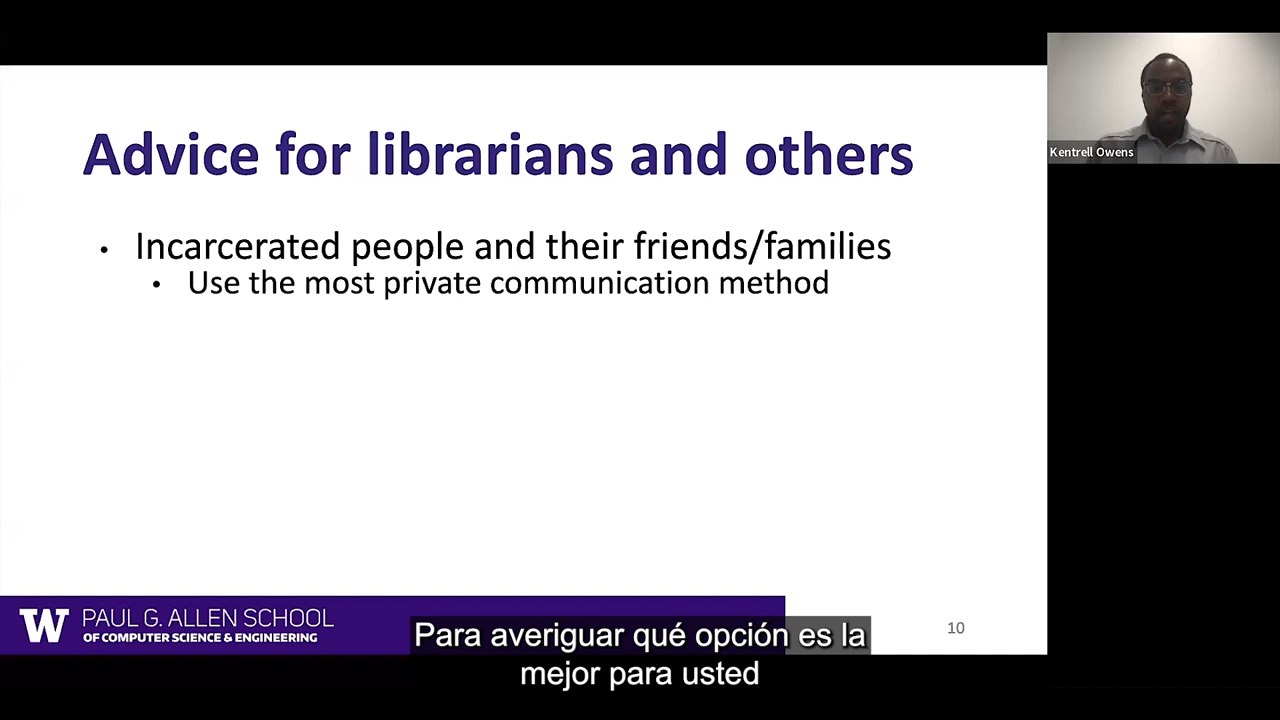 Advice for librarians and others
Kentrell Owens
• Incarcerated people and their friends/families
• Use the most private communication method
W PAUL G. ALLEN SCHOOL
OF COMPUTER SCIENCE & ENGINEERING
10
Para averiguar qué opción es la
mejor para usted